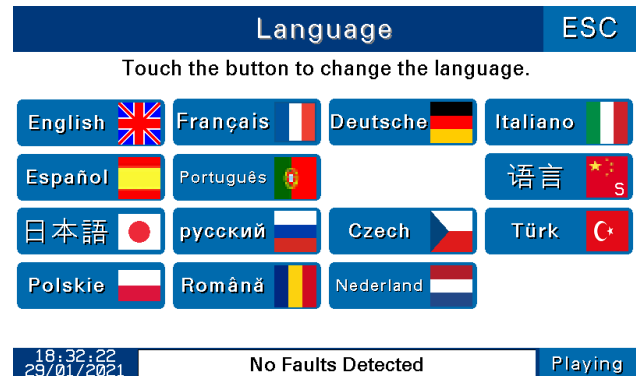 Language
ESC
Touch the button to change the language.
English
Français
Deutsche
Italiano
Español
Português
语言
S
日本語
русский
Czech
Türk
Polskie
Română
Nederland
18:32:22
29/01/2021
No Faults Detected
Playing